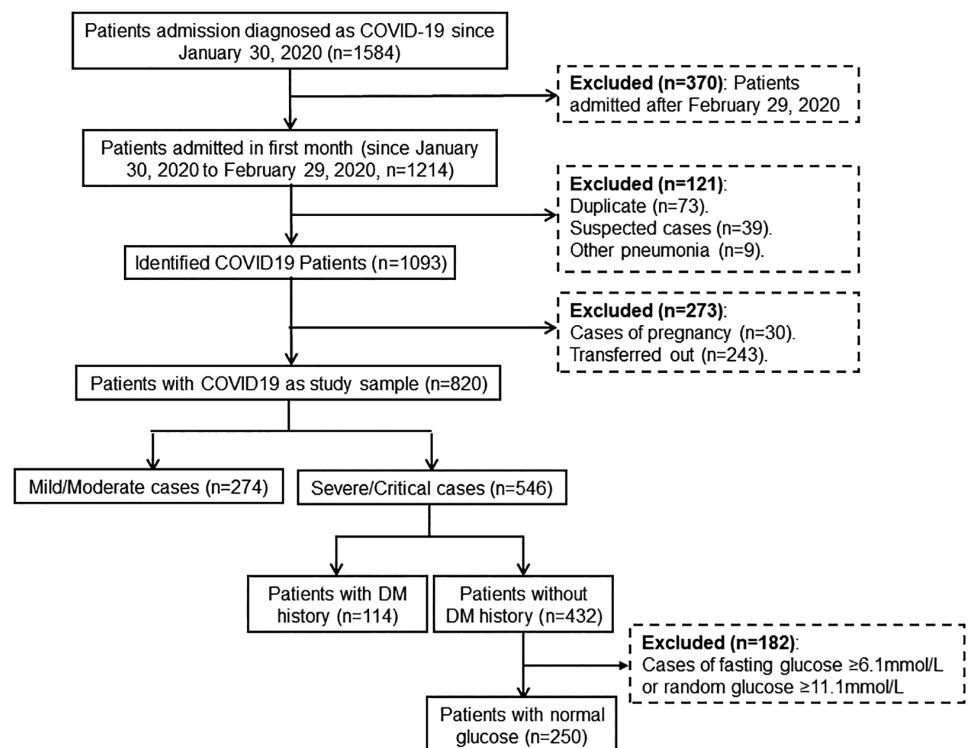 Patients admission diagnosed as COVID-19 since
January 30, 2020 (n=1584)
Excluded (n=370): Patients
admitted after February 29, 2020
Patients admitted in first month (since January
30, 2020 to February 29, 2020, n=1214)
Excluded (n=121):
Duplicate (n=73).
Suspected cases (n=39).
Other pneumonia (n=9).
Identified COVID19 Patients (n=1093)
Excluded (n=273):
Cases of pregnancy (n=30).
Transferred out (n=243).
Patients with COVID19 as study sample (n=820)
Mild/Moderate cases (n=274)
Severe/Critical cases (n=546)
Patients with DM
history (n=114)
Patients without
DM history (n=432)
Excluded (n=182):
Cases of fasting glucose ≥6.1mmol/L
or random glucose ≥11.1mmol/L
Patients with normal
glucose (n=250)